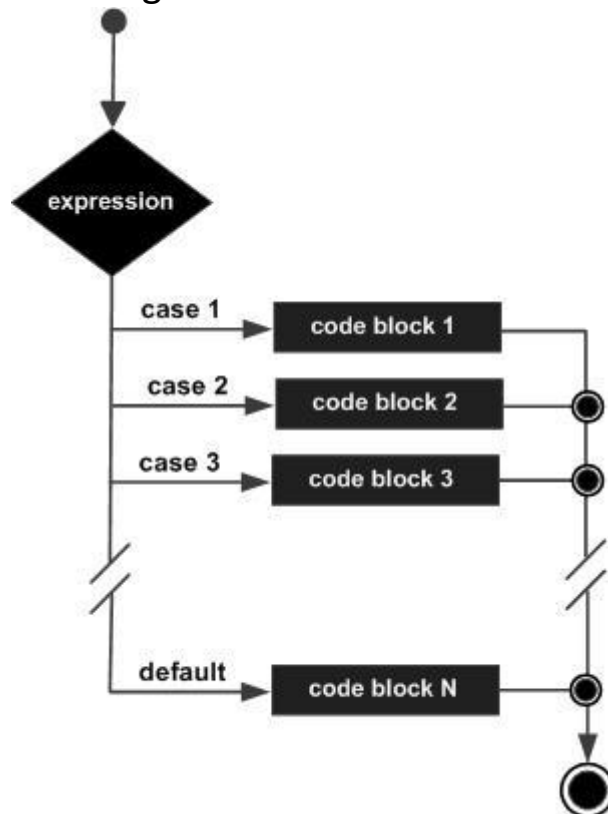 expression
case 1
code block 1
case 2
code block 2
case 3
code block 3
default
code block N